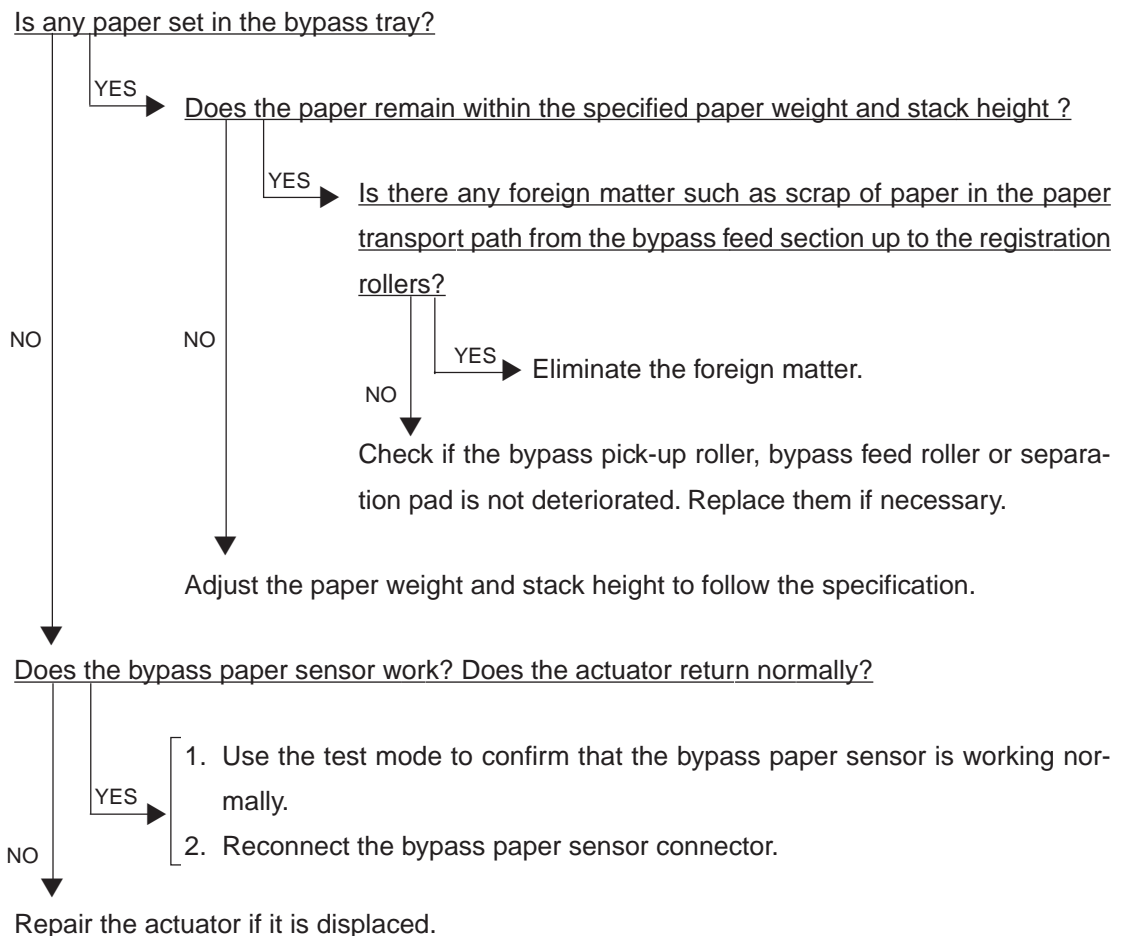 Is any paper set in the bypass tray?
YES
Does the paper remain within the specified paper weight and stack height ?
YES
Is there any foreign matter such as scrap of paper in the paper
transport path from the bypass feed section up to the registration
rollers?
NO
NO
YES
Eliminate the foreign matter.
NO
Check if the bypass pick-up roller, bypass feed roller or separa-
tion pad is not deteriorated. Replace them if necessary.
Adjust the paper weight and stack height to follow the specification.
Does the bypass paper sensor work? Does the actuator return normally?
1. Use the test mode to confirm that the bypass paper sensor is working nor-
mally.
YES
2. Reconnect the bypass paper sensor connector.
NO
Repair the actuator if it is displaced.